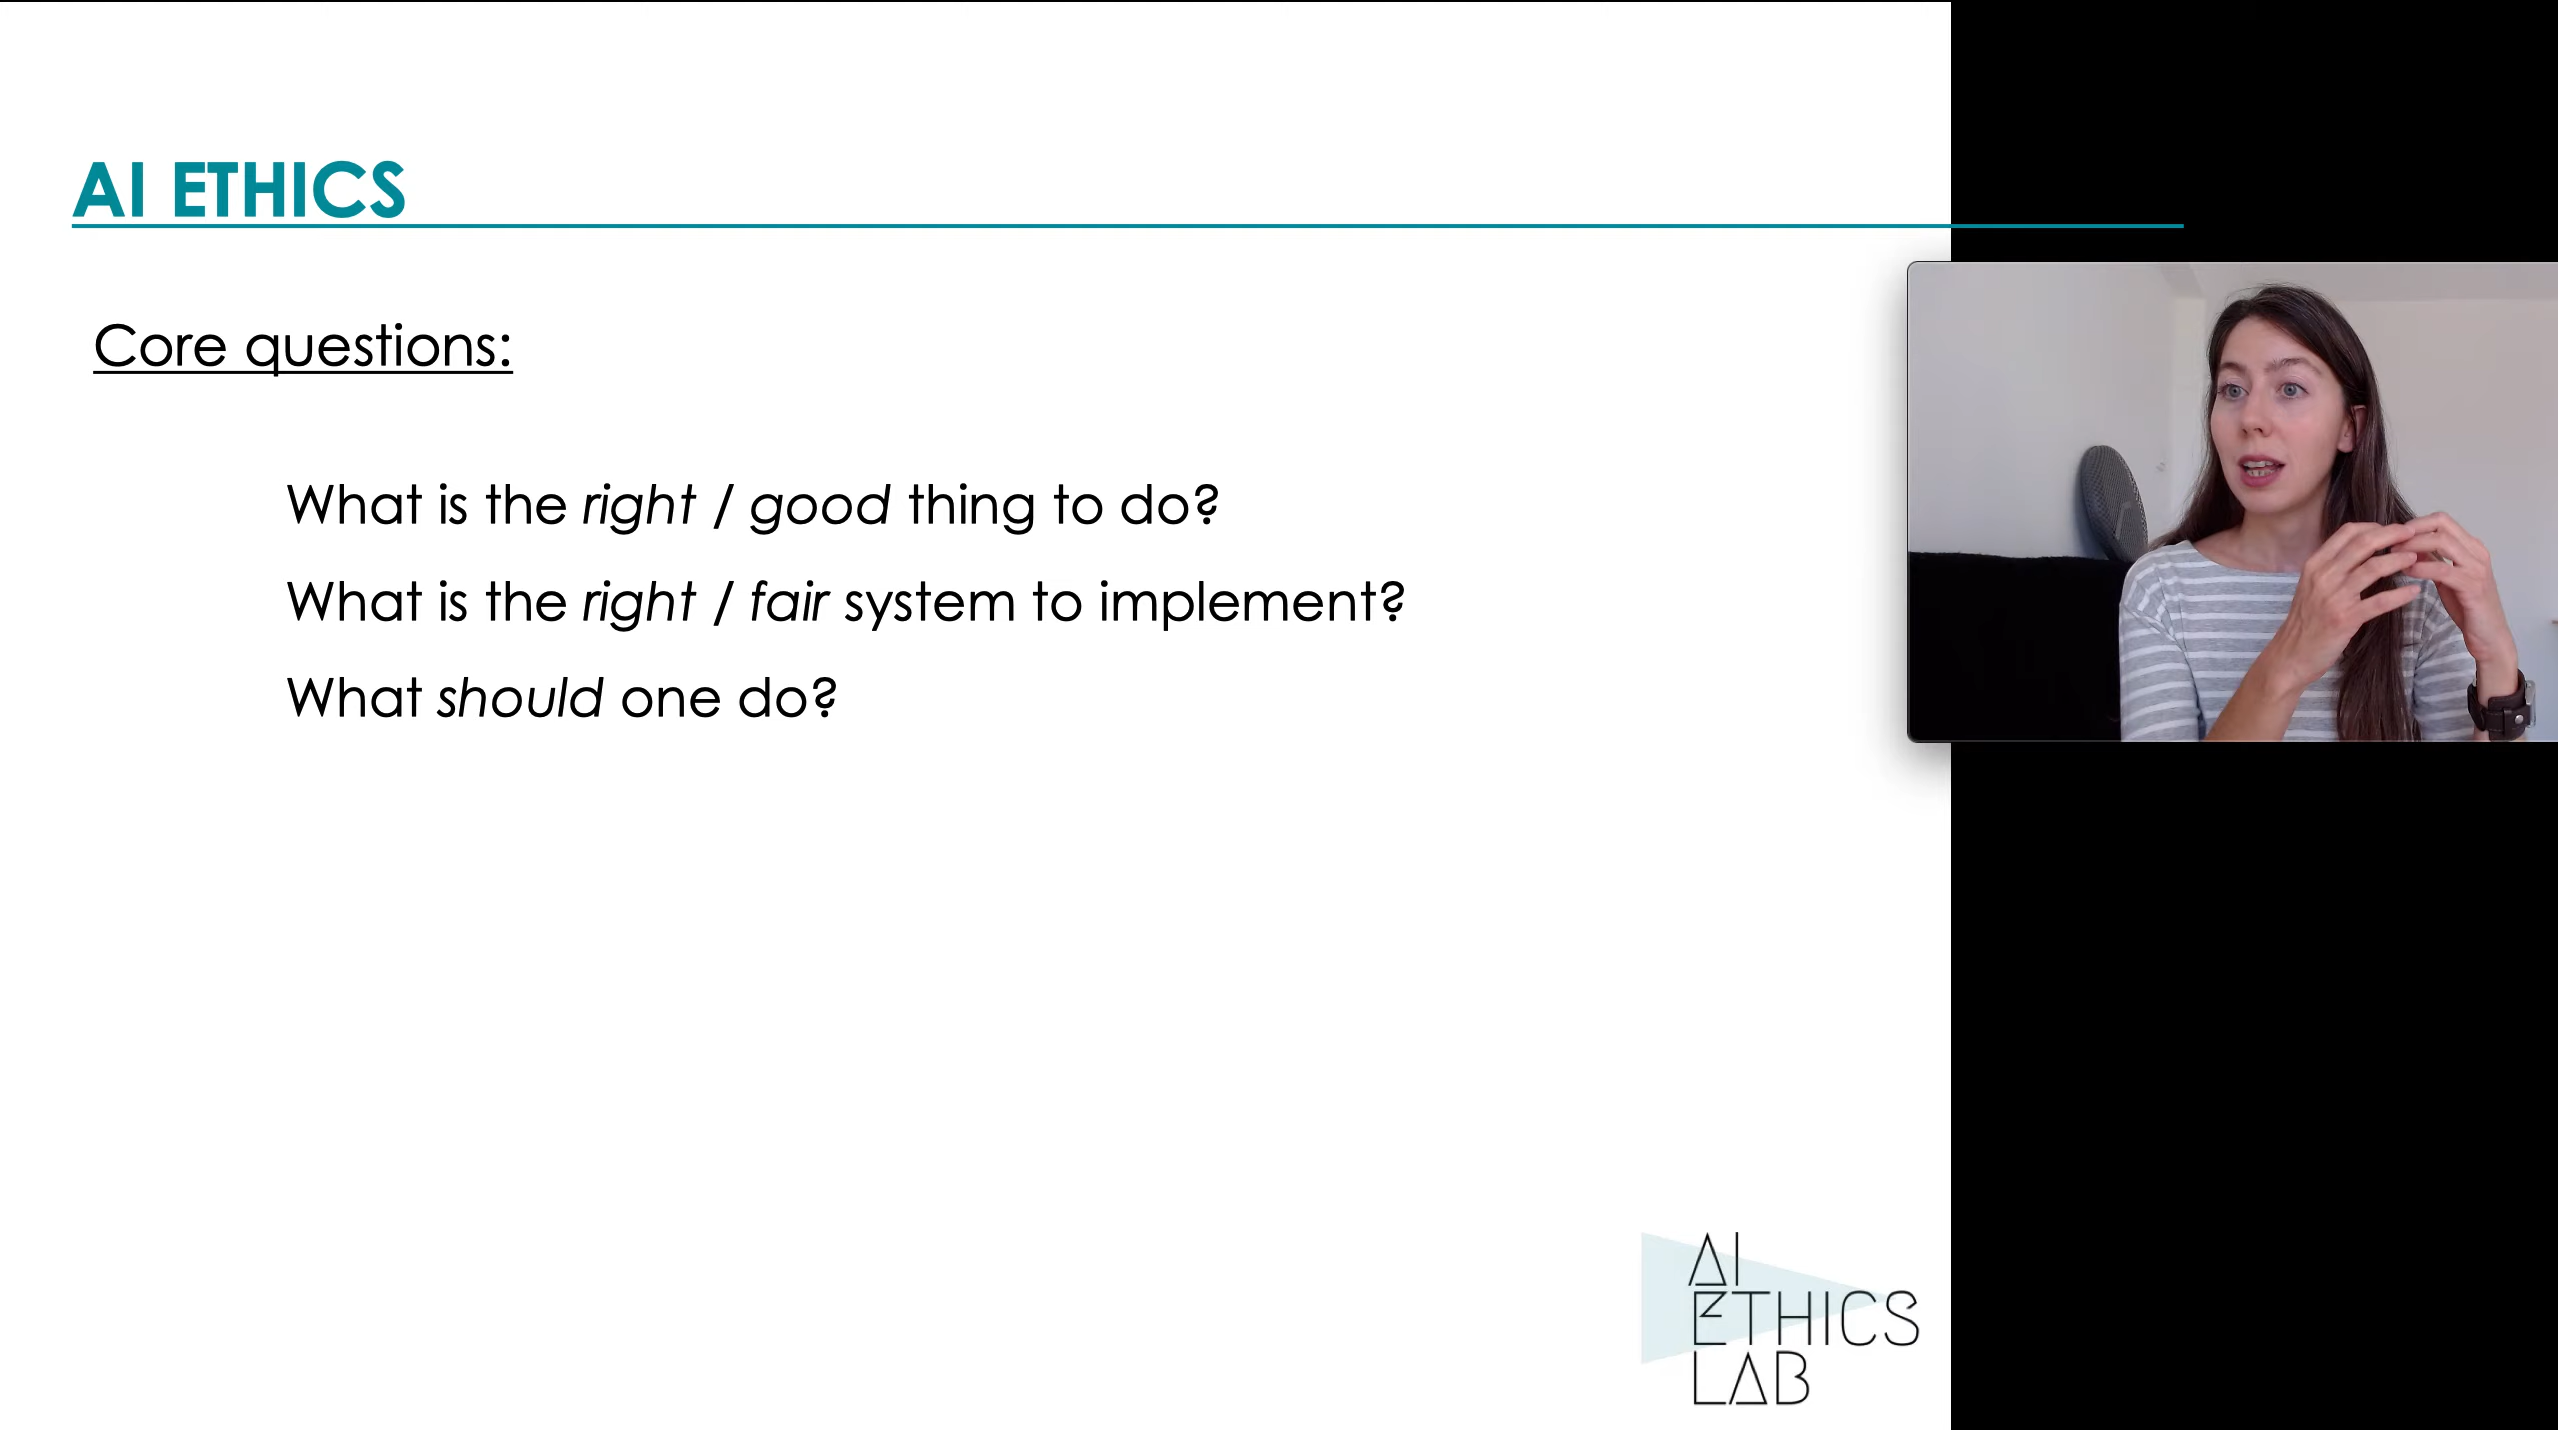 AI ETHICS
Core questions:
What is the right / good thing to do?
What is the right / fair system to implement?
What should one do?
AI
ETHICS
LAB